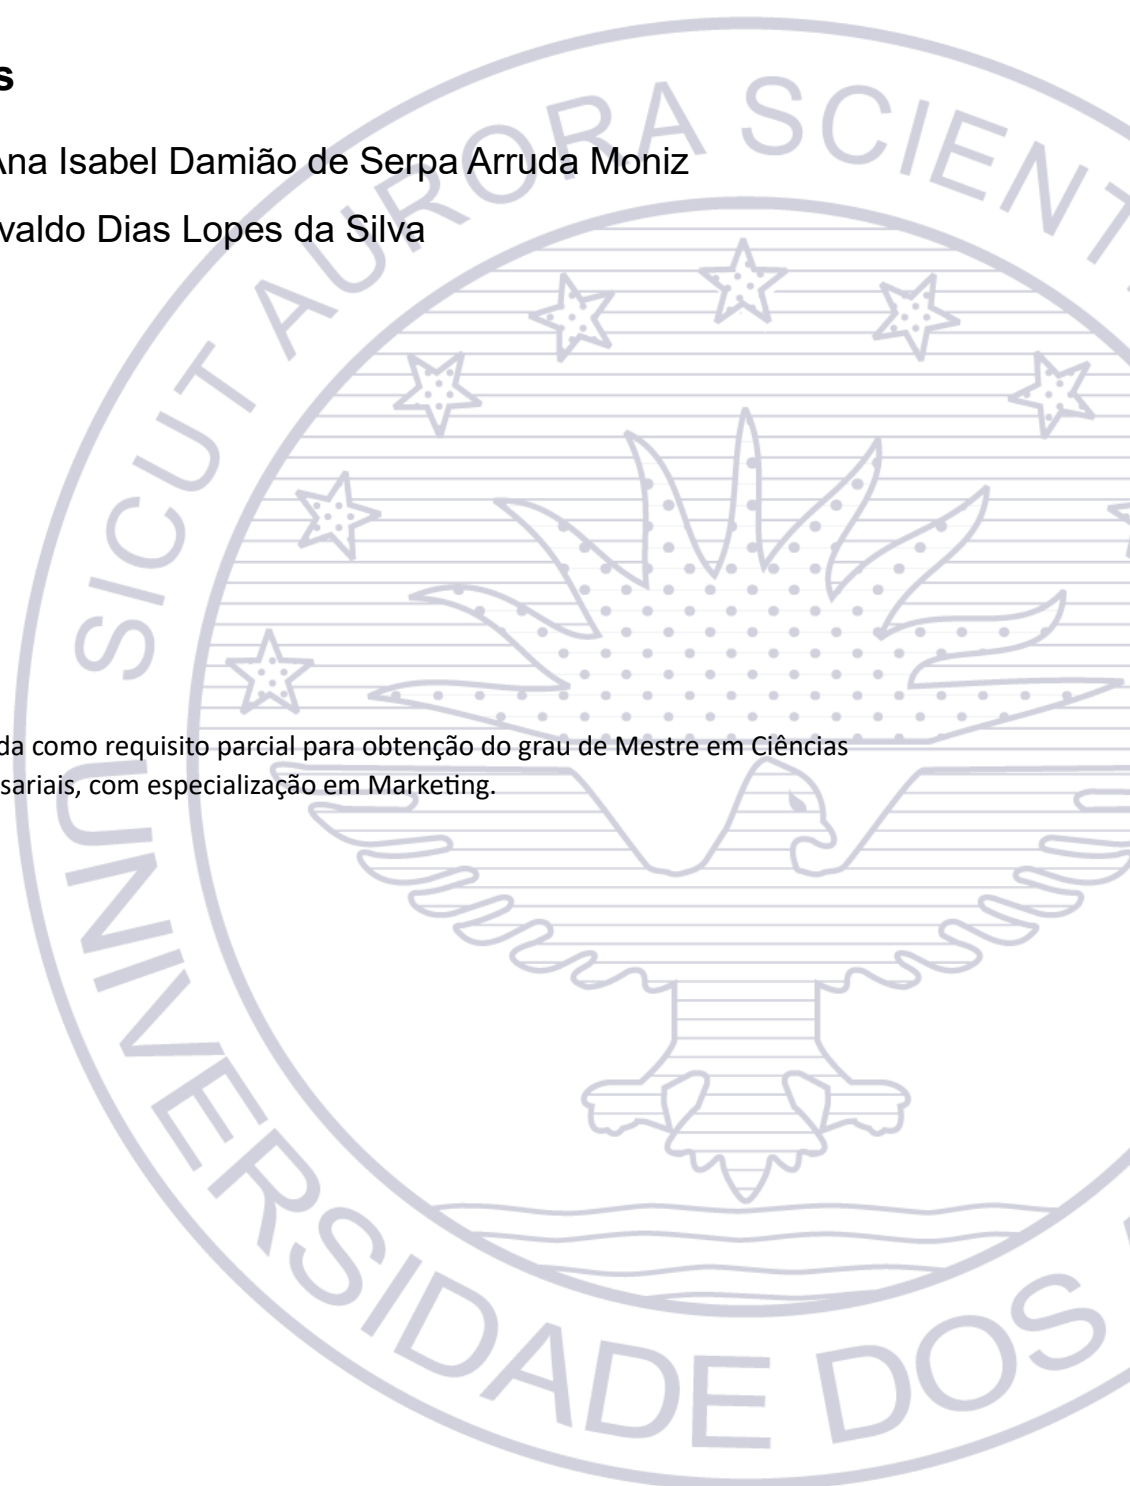 s
Ana Isabel Damião de Serpa Arruda Moniz
valdo Dias Lopes da Silva
da como requisito parcial para obtenção do grau de Mestre em Ciências
sariais, com especialização em Marketing.
SICUT AURORA SCIENT
UNIVERSIDADE DOS